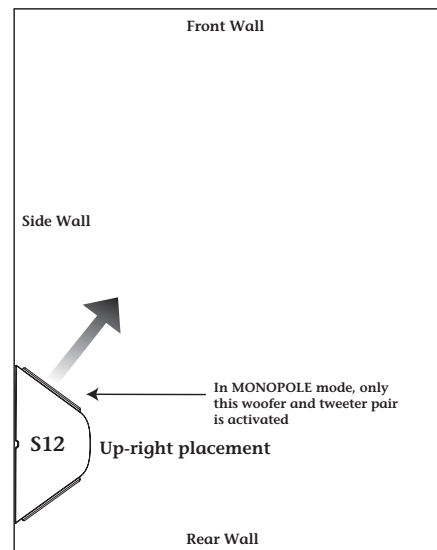 Front Wall
Side Wall
In MONOPOLE mode, only
this woofer and tweeter pair
is activated
S12
Up-right placement
Rear Wall